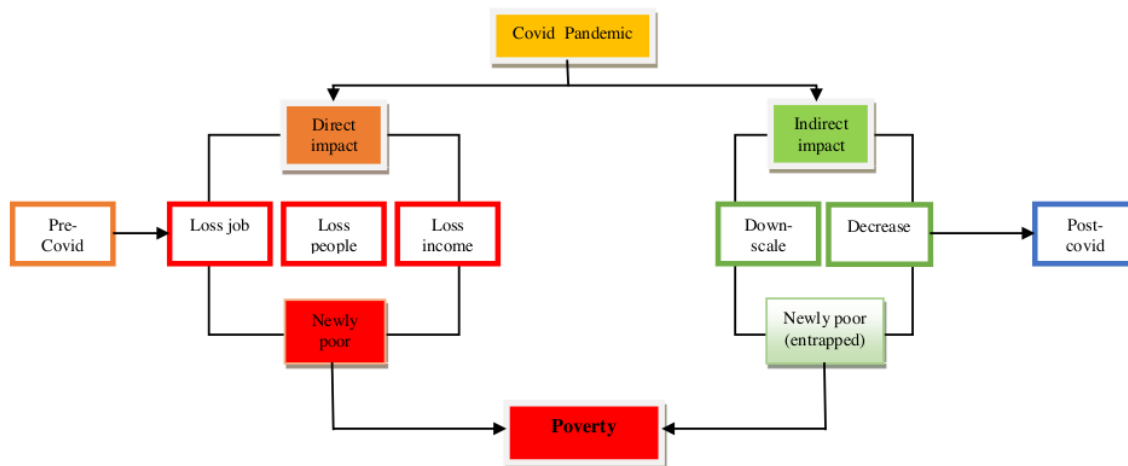 Covid Pandemic
Direct
impact
Indirect
impact
Pre-
Covid
Loss job
Loss
people
Loss
income
Down-
scale
Decrease
Post-
covid
Newly
poor
Newly poor
(entrapped)
Poverty